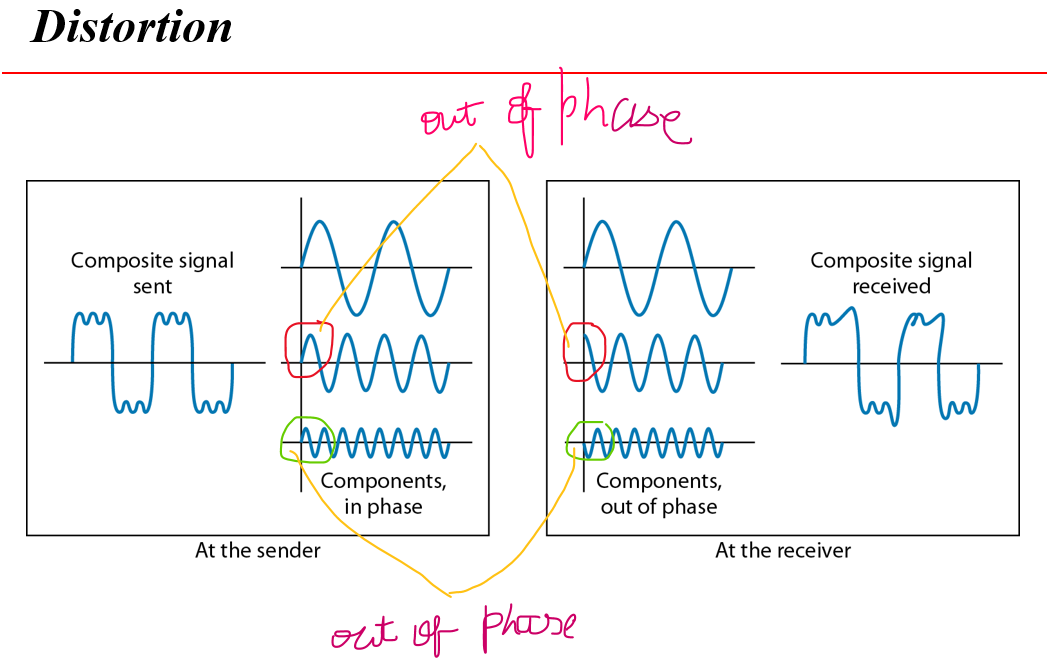 Distortion
out of phase
Composite signal
sent
Components,
in phase
At the sender
Composite signal
received
Components,
out of phase
At the receiver
out of phase